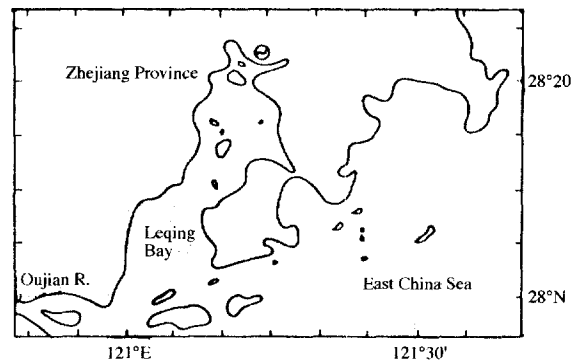 Zhejiang Province
28°20
Leqing
Bay
Oujian R.
East China Sea
28°N
121°E
121°30'